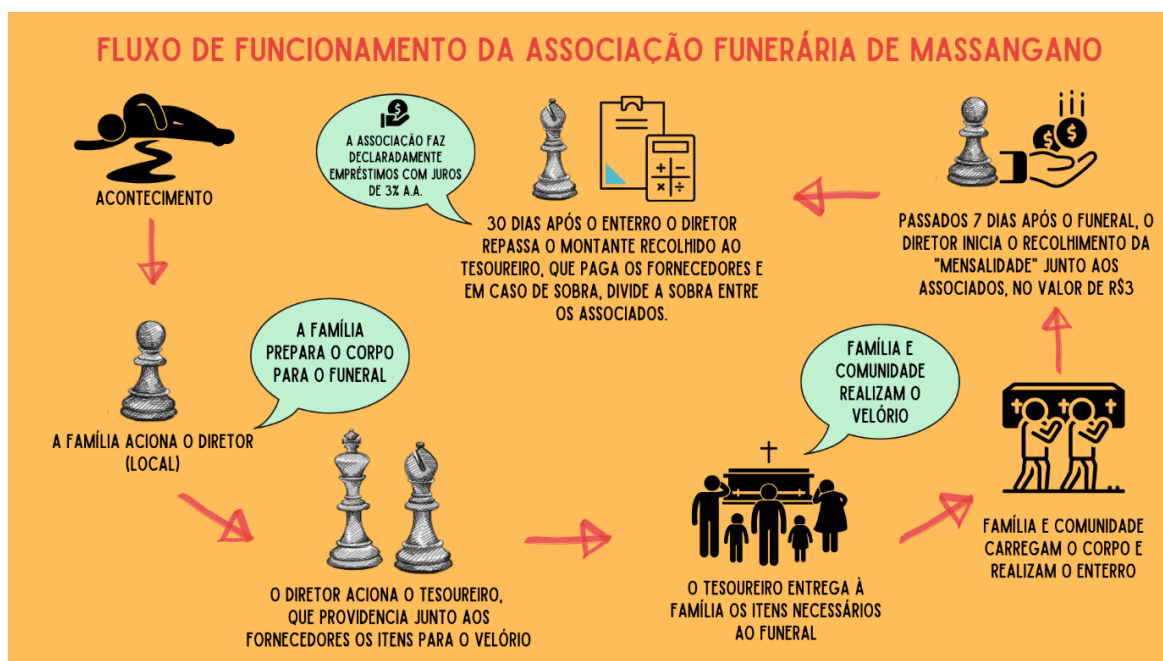 FLUXO DE FUNCIONAMENTO DA ASSOCIAÇÃO FUNERÁRIA DE MASSANGANO
ACONTECIMENTO
A FAMÍLIA ACIONA O DIRETOR
(LOCAL)
A FAMÍLIA
PREPARA O CORPO
PARA O FUNERAL
O DIRETOR ACIONA O TESOUREIRO,
QUE PROVIDENCIA JUNTO AOS
FORNECEDORES OS ITENS PARA O VELÓRIO
O TESOUREIRO ENTREGA À
FAMÍLIA OS ITENS NECESSÁRIOS
AO FUNERAL
FAMÍLIA E
COMUNIDADE
REALIZAM O
VELÓRIO
FAMÍLIA E COMUNIDADE
CARREGAM O CORPO E
REALIZAM O ENTERRO
PASSADOS 7 DIAS APÓS O FUNERAL, O
DIRETOR INICIA O RECOLHIMENTO DA
"MENSALIDADE" JUNTO AOS
ASSOCIADOS, NO VALOR DE R$3
30 DIAS APÓS O ENTERRO O DIRETOR
REPASSA O MONTANTE RECOLHIDO AO
TESOUREIRO, QUE PAGA OS FORNECEDORES E
EM CASO DE SOBRA, DIVIDE A SOBRA ENTRE
OS ASSOCIADOS.
A ASSOCIAÇÃO FAZ
DECLARADAMENTE
EMPRÉSTIMOS COM JUROS
DE 3% A.A.